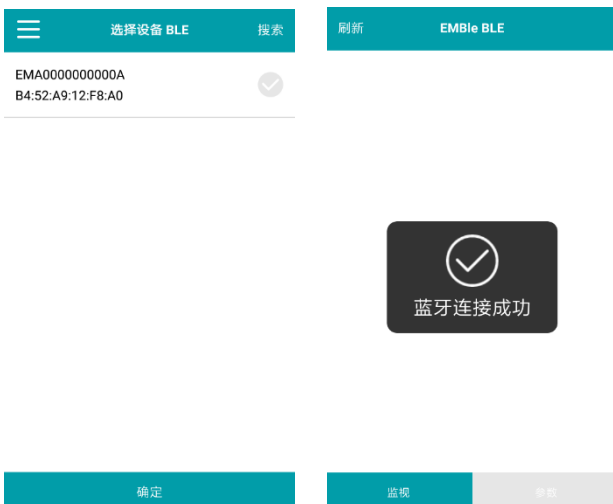 选择设备 BLE
搜索
EMA0000000000A
B4:52:A9:12:F8:A0
确定
刷新
EMBle BLE
蓝牙连接成功
监视
参数